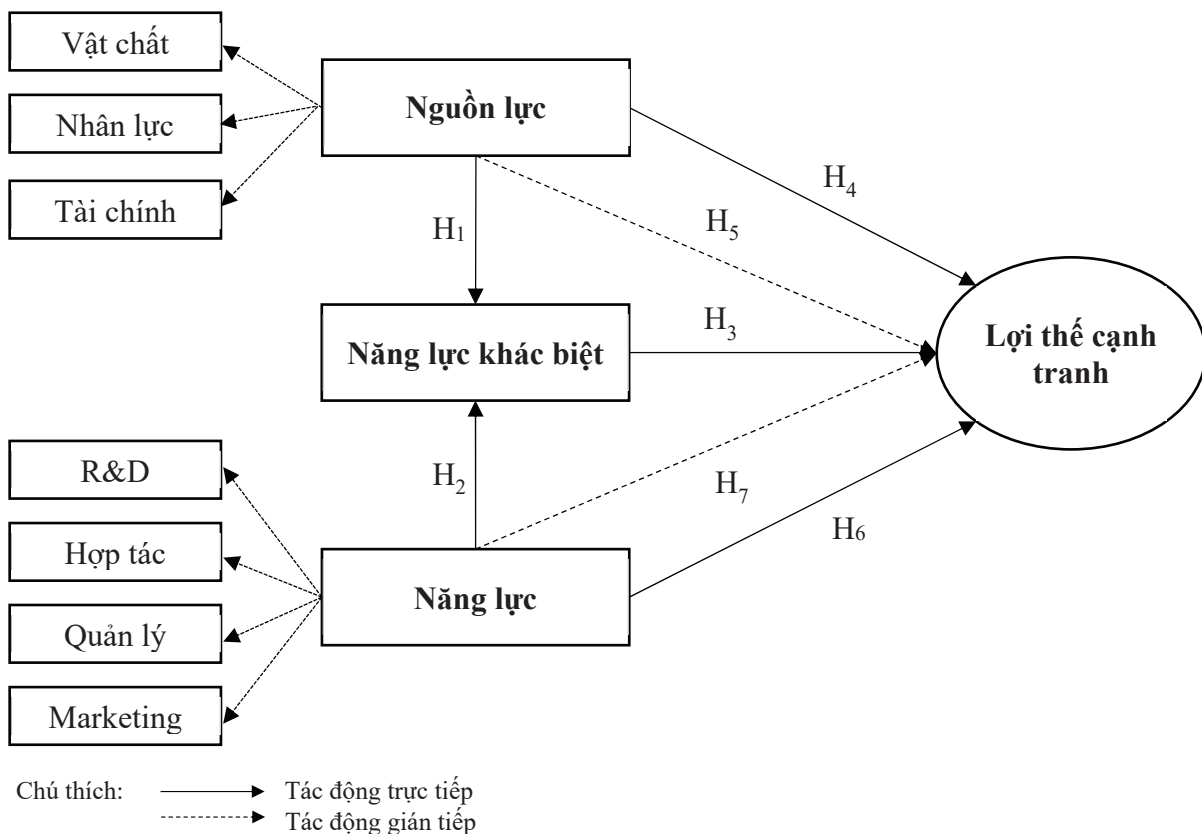 Vật chất
Nhân lực
Tài chính
Nguồn lực
H4
H5
H1
Năng lực khác biệt
H3
Lợi thế cạnh
tranh
R&D
Hợp tác
Quản lý
Marketing
H2
Năng lực
H7
H6
Chú thích:
Tác động trực tiếp
Tác động gián tiếp